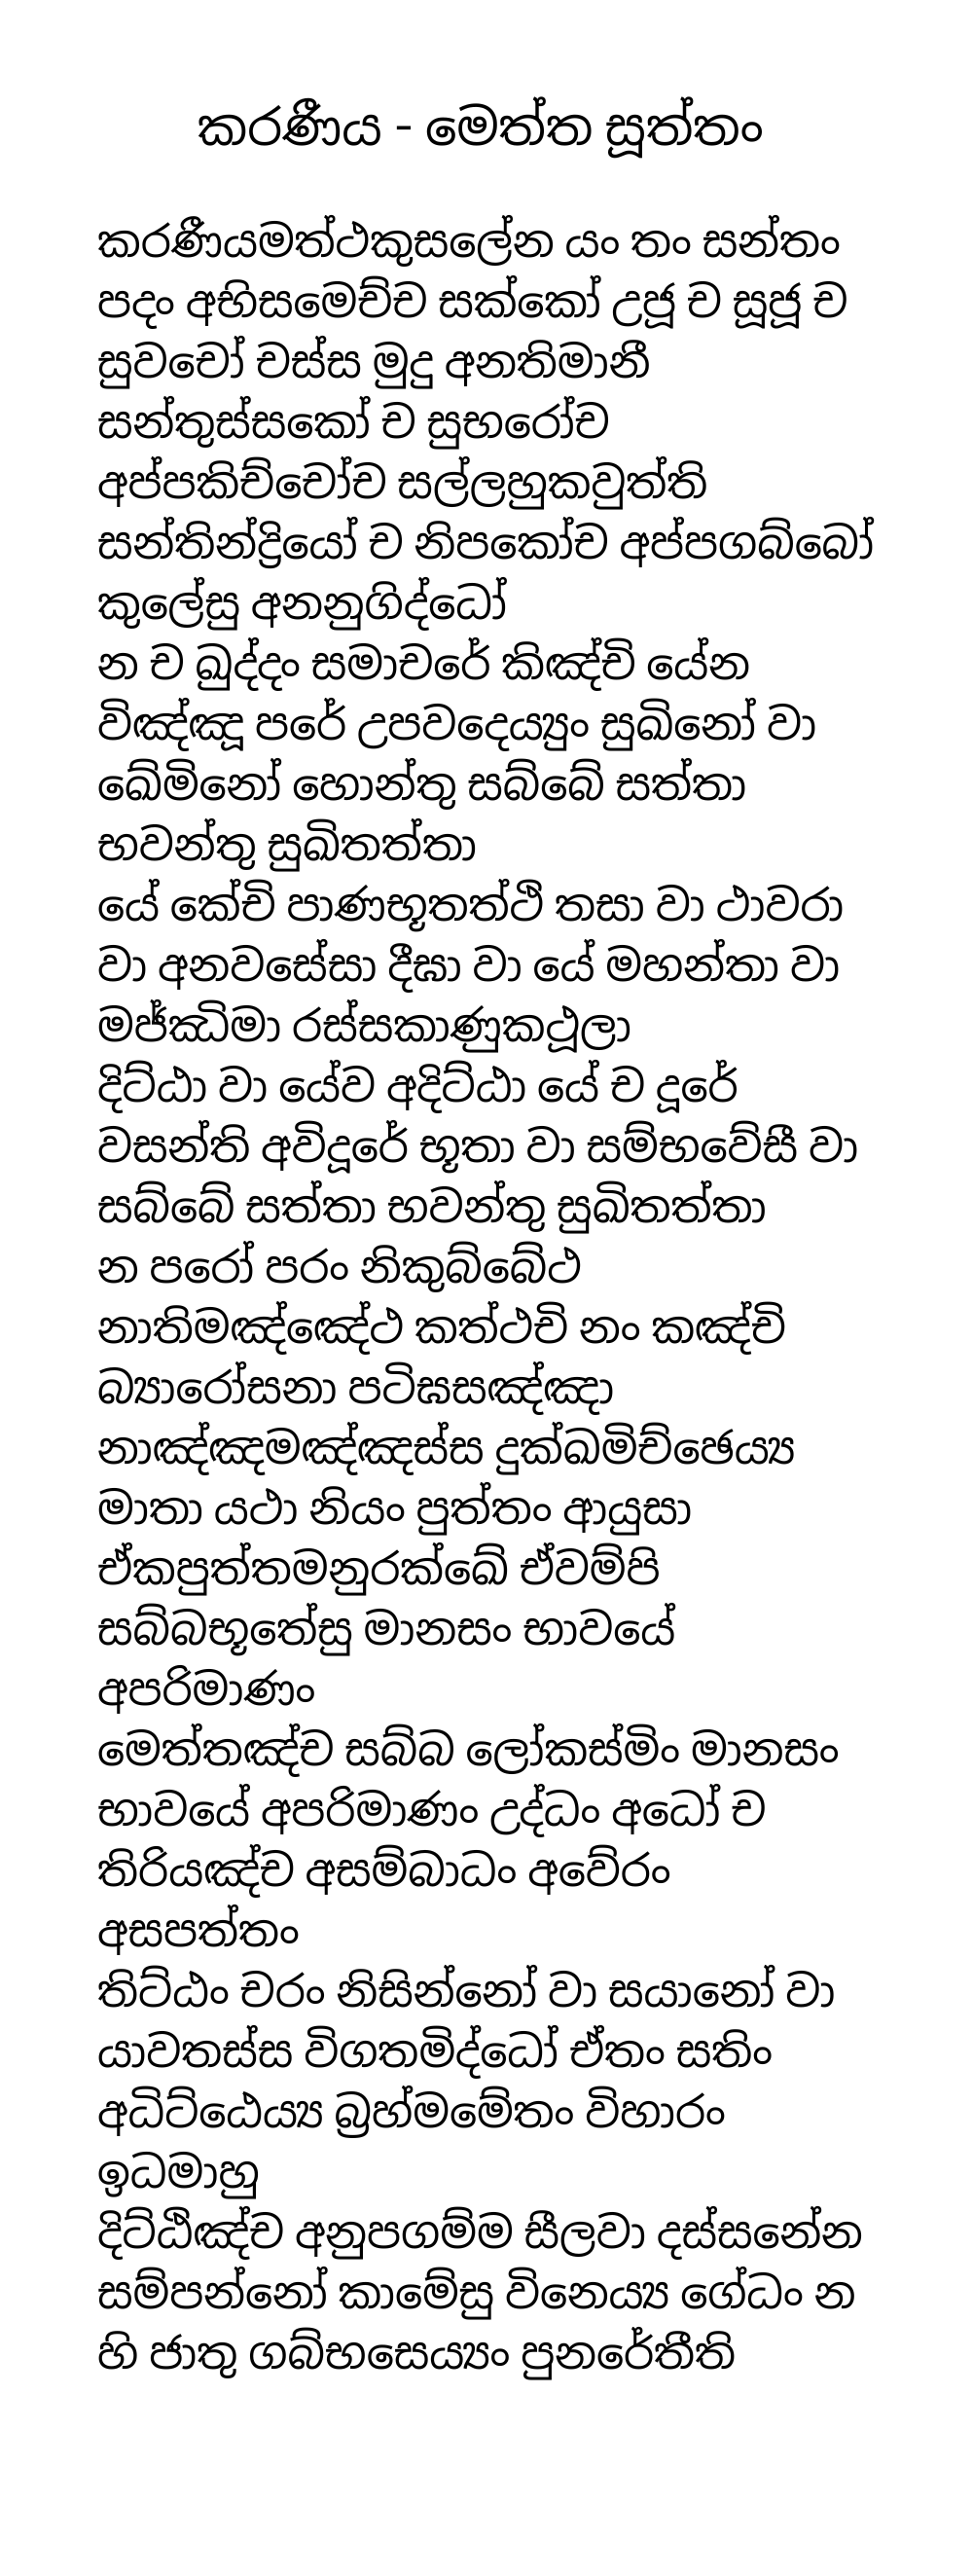 කරණීය - මෙත්ත සූත්තං
කරණීයමත්ථකුසලේන යං තං සන්තං
පදං අභිසමෙච්ච සක්කෝ උජූ ච සූජූ ච
සුවචෝ චස්ස මුදු අනතිමානී
සන්තුස්සකෝ ච සුභරෝච
අප්පකිච්චෝච සල්ලහුකවුත්ති
සන්තින්ද්‍රියෝ ච නිපකෝච අප්පගබ්බෝ
කුලේසු අනනුගිද්ධෝ
න ච ඛුද්දං සමාචරේ කිඤ්චි යේන
විඤ්ඤූ පරේ උපවදෙය්‍යුං සුඛිනෝ වා
ඛේමිනෝ හොන්තු සබ්බේ සත්තා
භවන්තු සුඛිතත්තා
යේ කේචි පාණභූතත්ථි තසා වා ථාවරා
වා අනවසේසා දීඝා වා යේ මහන්තා වා
මජ්ඣිමා රස්සකාණුකථූලා
දිට්ඨා වා යේව අදිට්ඨා යේ ච දූරේ
වසන්ති අවිදූරේ භූතා වා සම්භවේසී වා
සබ්බේ සත්තා භවන්තු සුඛිතත්තා
න පරෝ පරං නිකුබ්බේථ
නාතිමඤ්ඤේථ කත්ථචි නං කඤ්චි
බ්‍යාරෝසනා පටිඝසඤ්ඤා
නාඤ්ඤමඤ්ඤස්ස දුක්ඛමිච්ඡෙය්‍ය
මාතා යථා නියං පුත්තං ආයුසා
ඒකපුත්තමනුරක්ඛේ ඒවම්පි
සබ්බභූතේසු මානසං භාවයේ
අපරිමාණං
මෙත්තඤ්ච සබ්බ ලෝකස්මිං මානසං
භාවයේ අපරිමාණං උද්ධං අධෝ ච
තිරියඤ්ච අසම්බාධං අවේරං
අසපත්තං
තිට්ඨං චරං නිසින්නෝ වා සයානෝ වා
යාවතස්ස විගතමිද්ධෝ ඒතං සතිං
අධිට්ඨෙය්‍ය බ්‍රහ්මමේතං විහාරං
ඉධමාහු
දිට්ඨිඤ්ච අනුපගම්ම සීලවා දස්සනේන
සම්පන්නෝ කාමේසු විනෙය්‍ය ගේධං න
හි ජාතු ගබ්භසෙය්‍යං පුනරේතීති